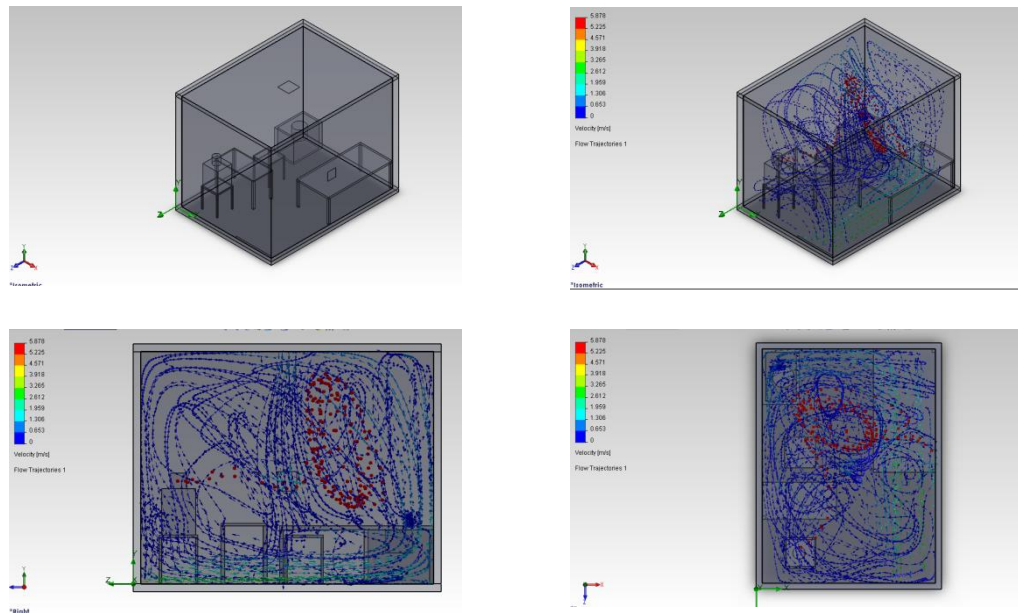 Y
Z
*Isometric
5.878
5.225
4.571
3.918
3.265
2.612
1.959
1.306
0.653
0
Velocity [m/s]
Flow Trajectories 1
Y
Z
*Isometric
5.878
5.225
4.571
3.918
3.265
2.612
1.959
1.306
0.653
0
Velocity [m/s]
Flow Trajectories 1
Z
Y
*Right
5.878
5.225
4.571
3.918
3.265
2.612
1.959
1.306
0.653
0
Velocity [m/s]
Flow Trajectories 1